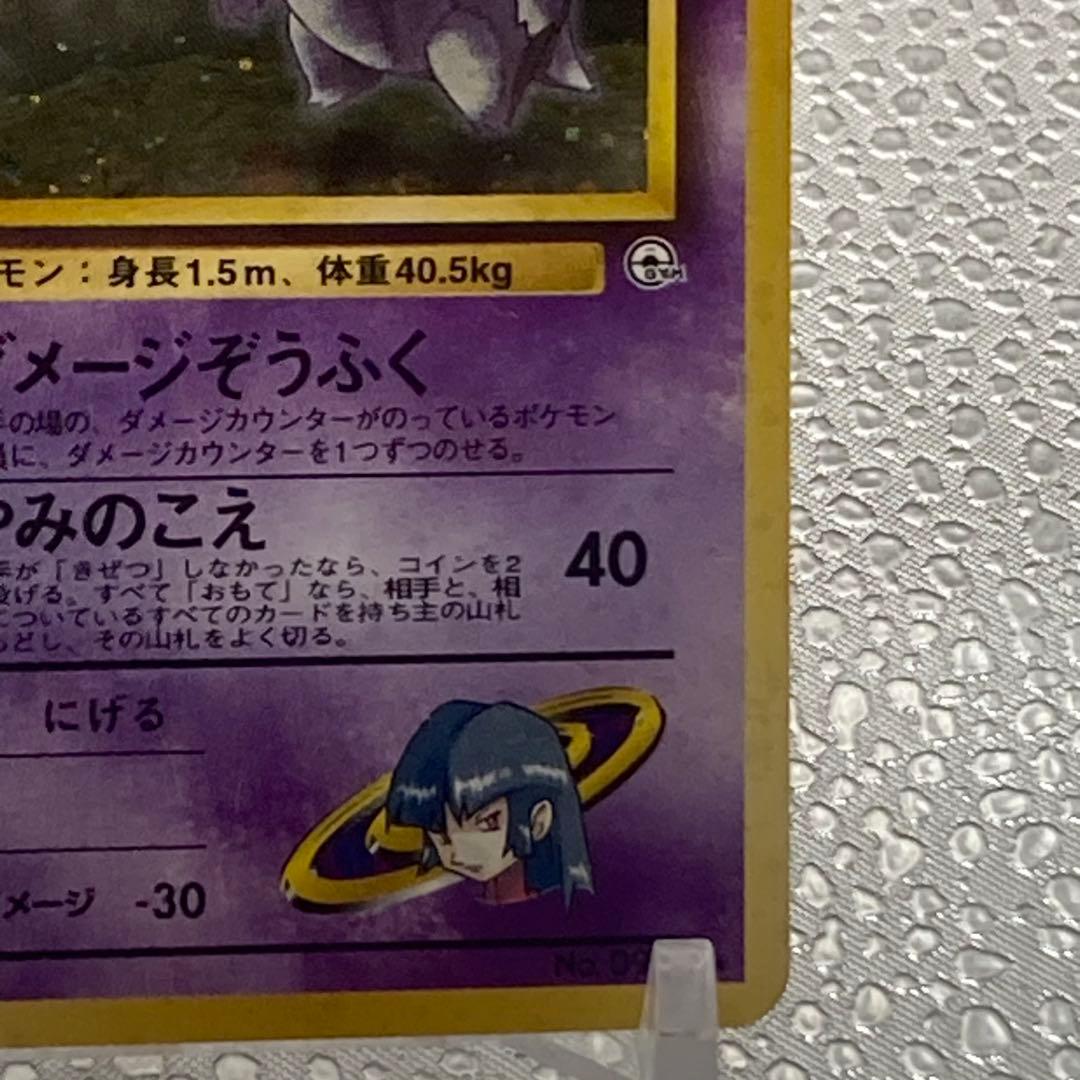 モン：身長1.5m、体重40.5kg
GYM
ダメージぞうふく
の場の、ダメージカウンターがのっているポケモン
に、ダメージカウンターを1つずつのせる。
やみのこえ
が「きぜつ」しなかったなら、コインを2
40
げる。すべて「おもて」なら、相手と、相
についているすべてのカードを持ち主の山札
もどし、その山札をよく切る。
にげる
メージ -30
No. 09